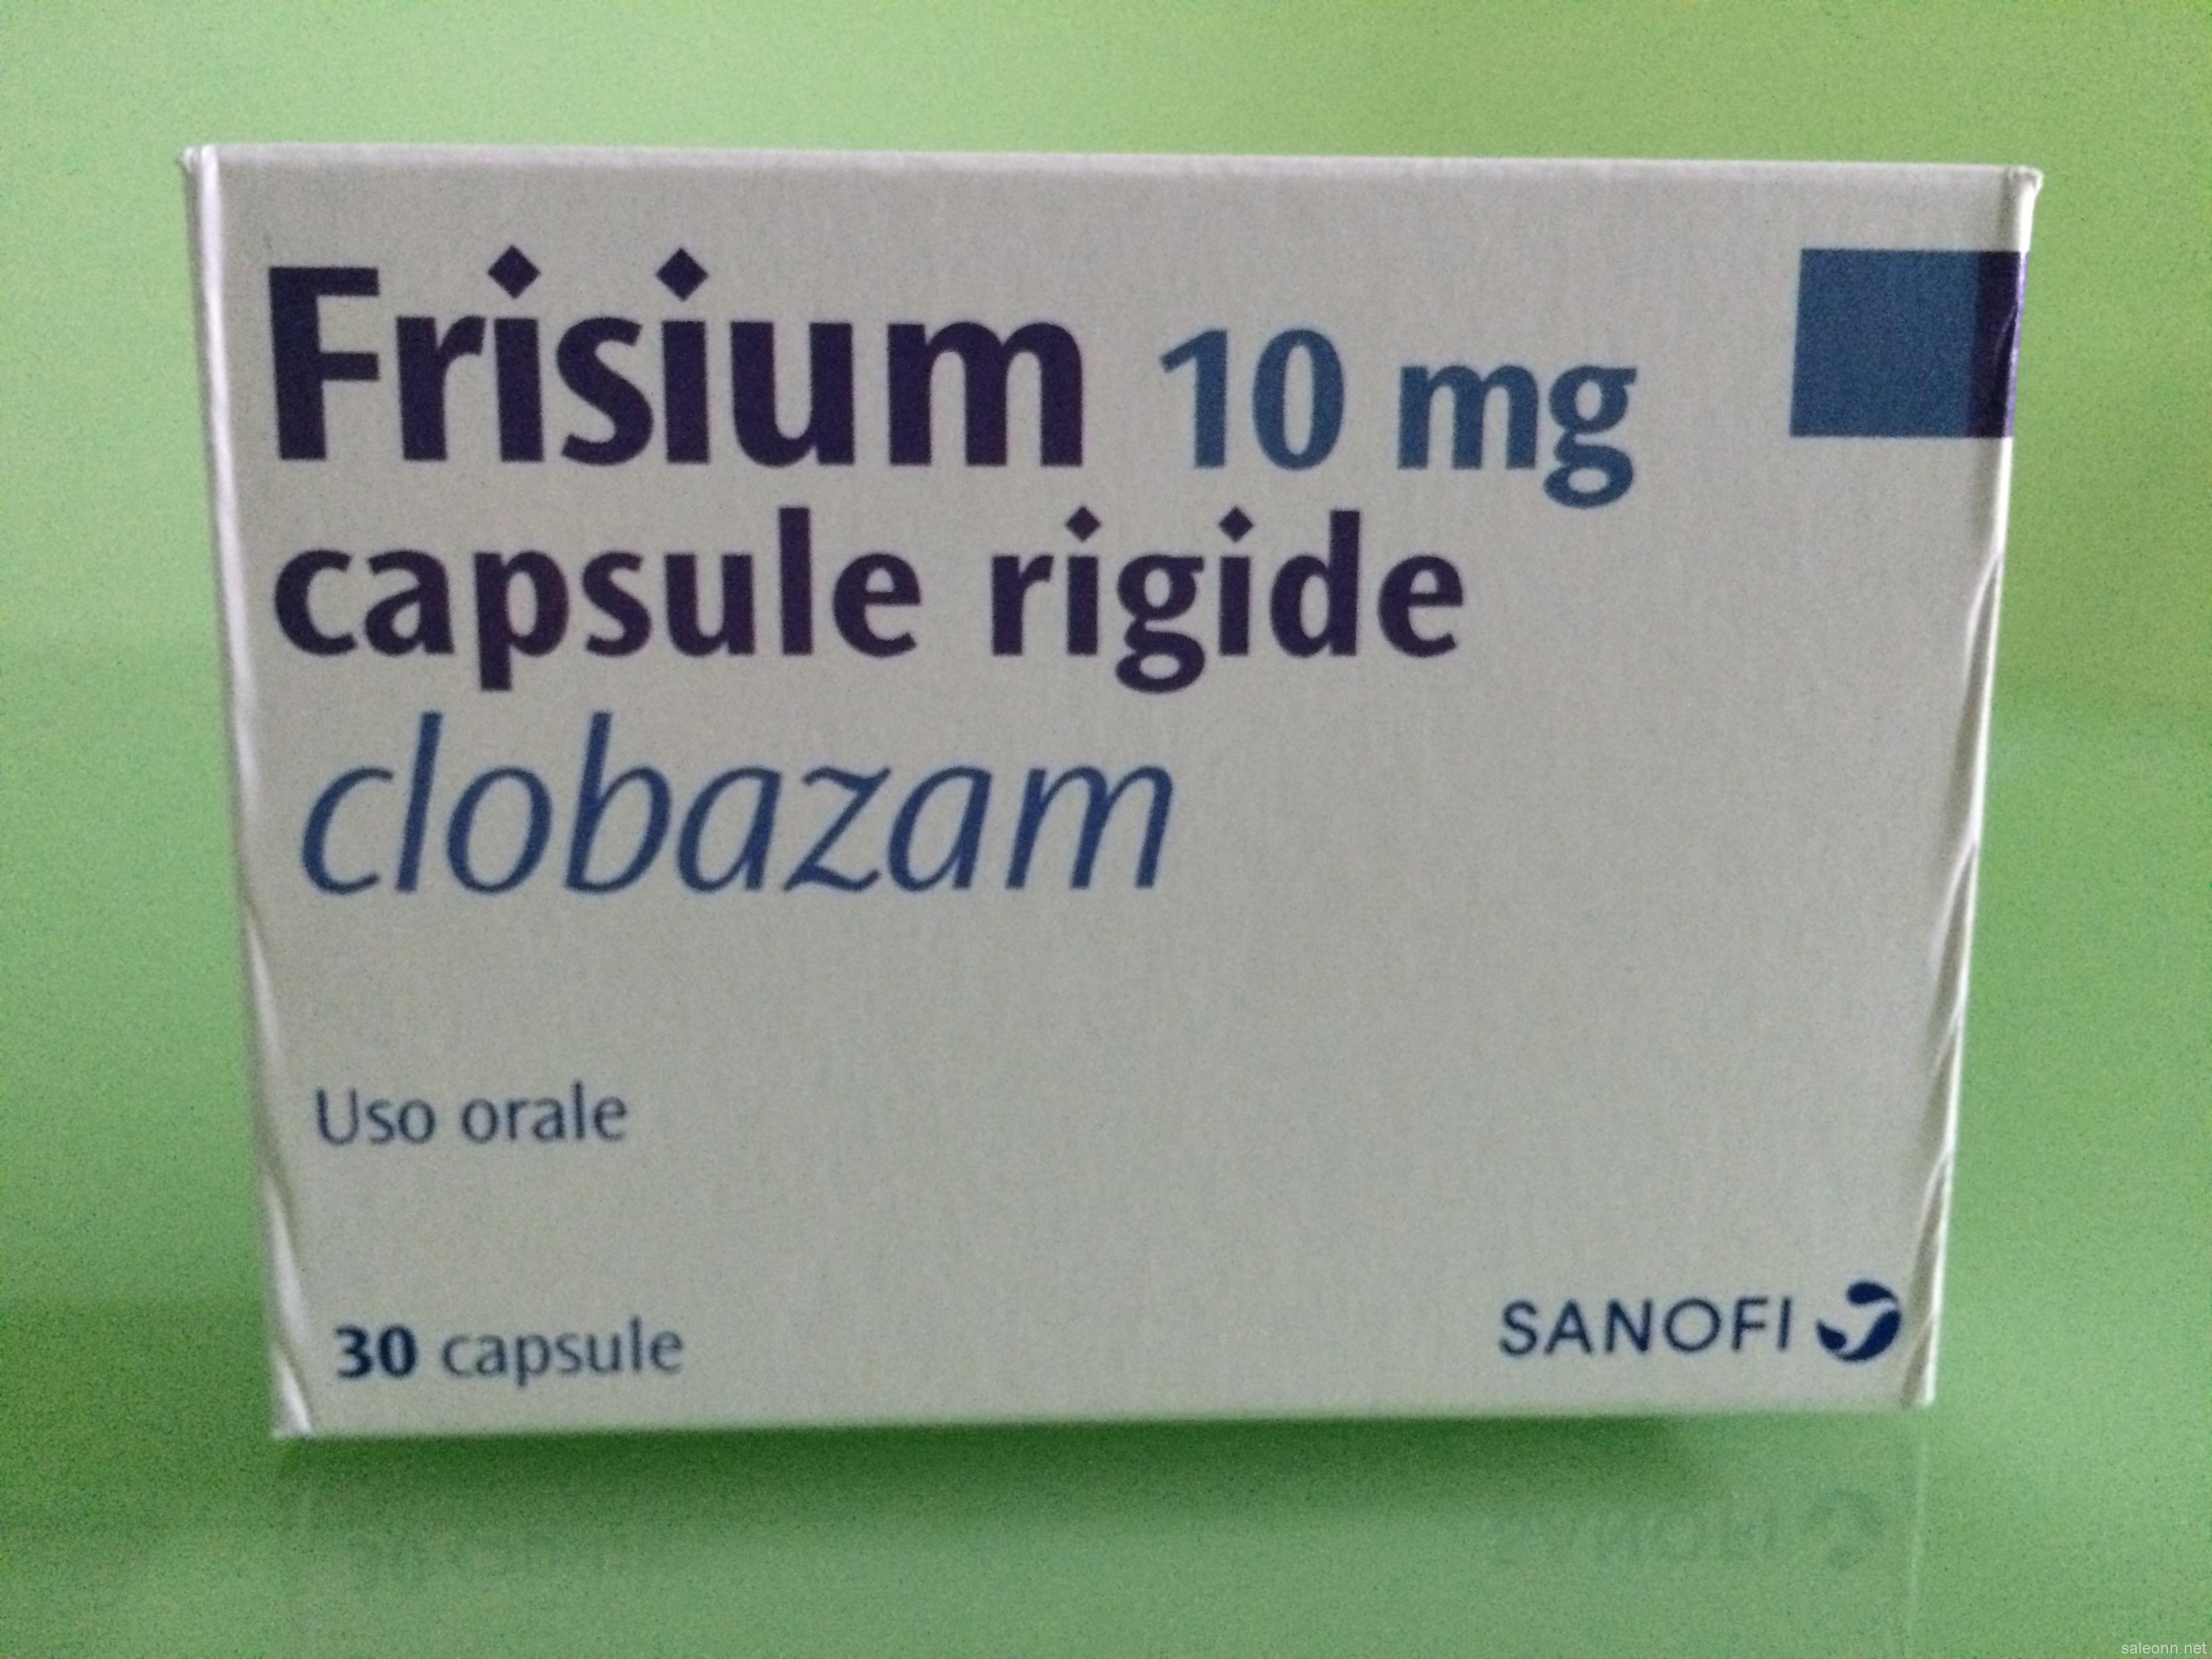 Frisium 10 mg
capsule rigide
clobazam
Uso orale
30 capsule
SANOFI
saleonn.net